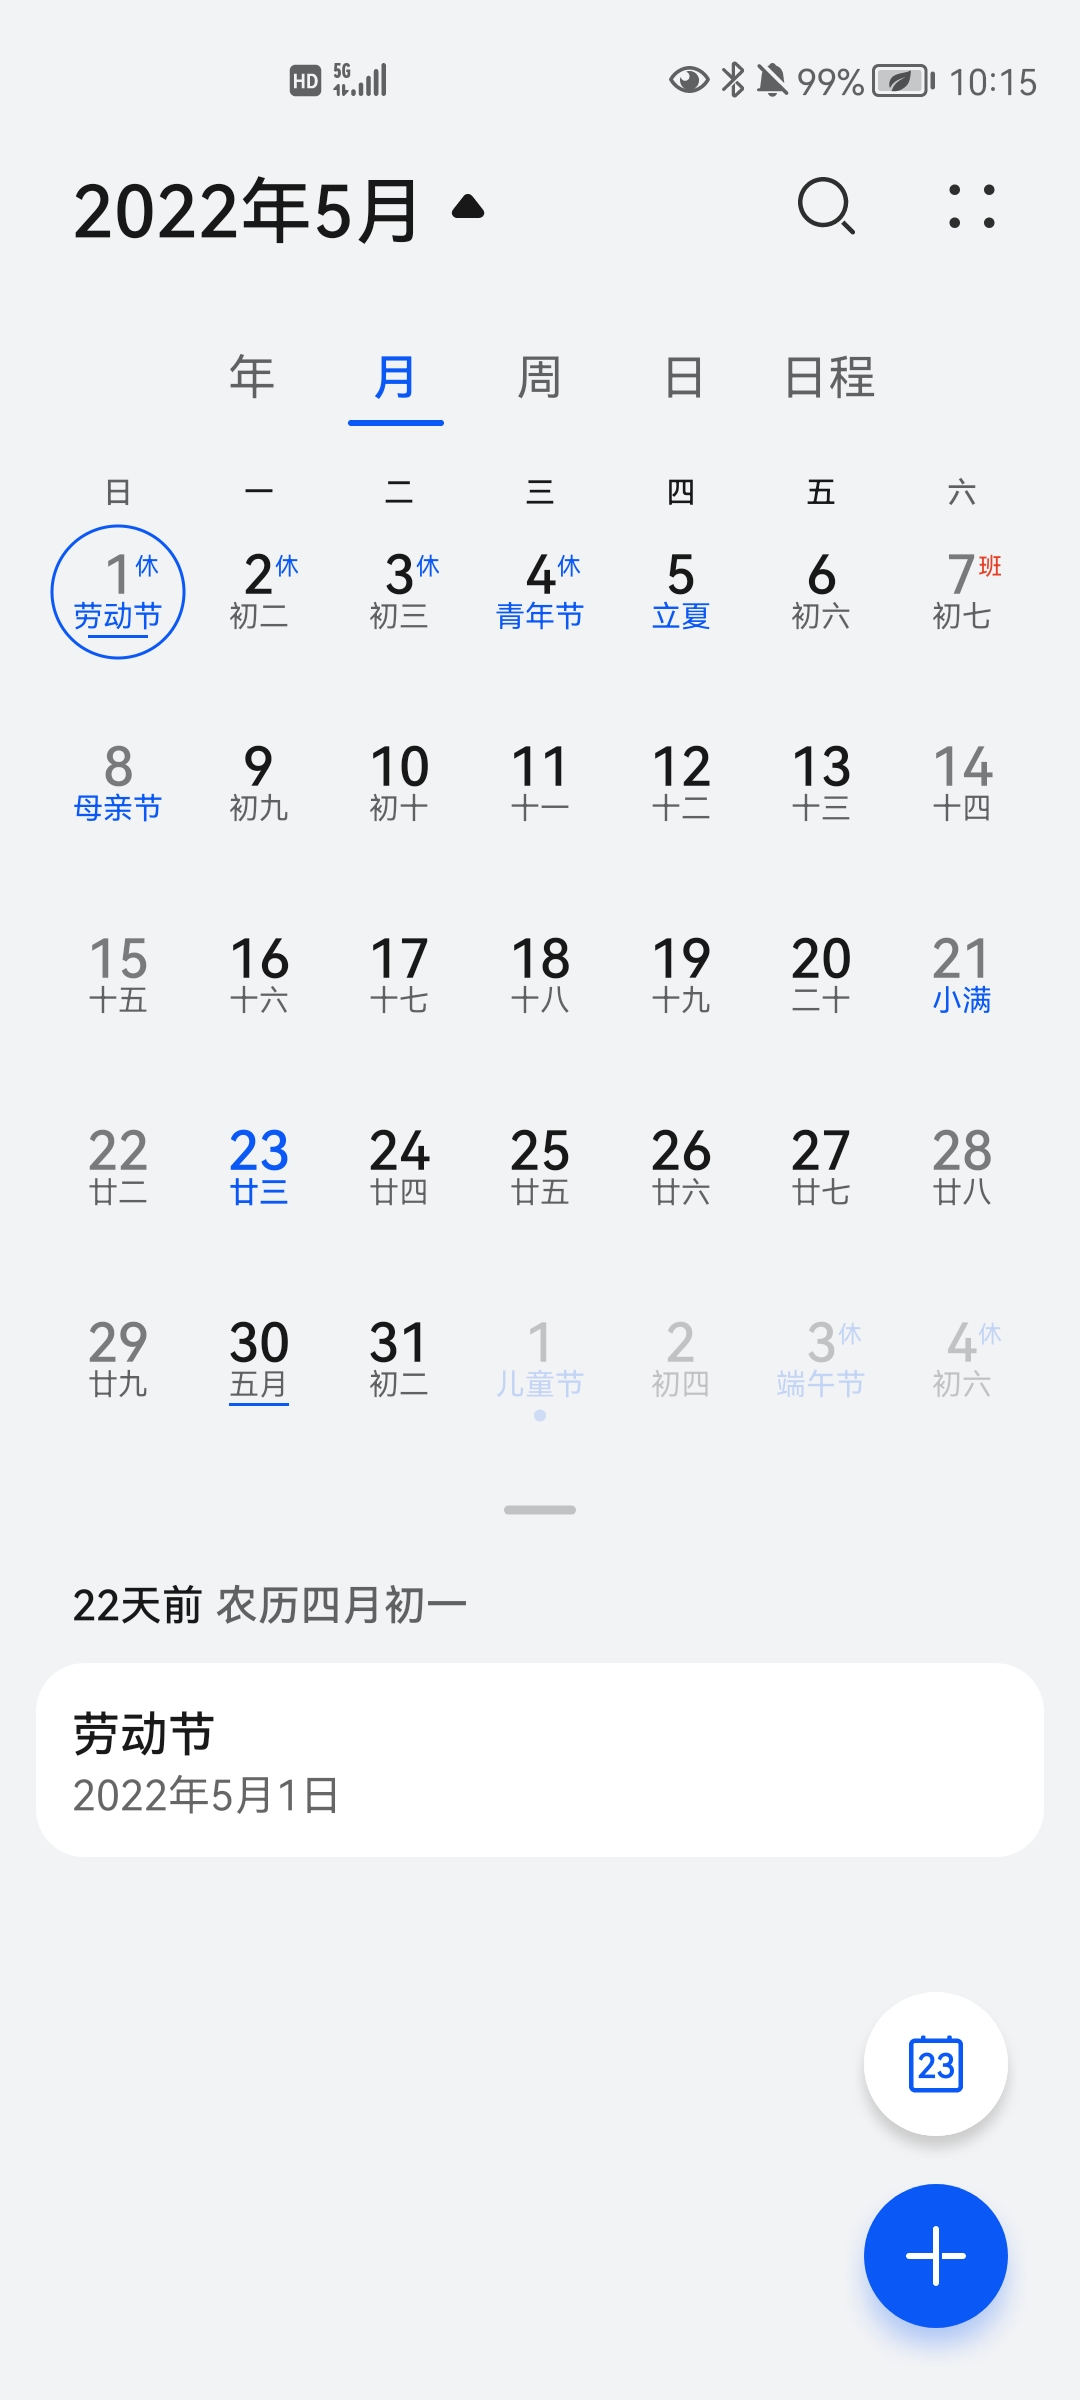 HD 5G 99% 10:15
2022年5月
年 月 周 日 日程
日 一 二 三 四 五 六
1休 2休 3休 4休 5 6 7班
劳动节 初二 初三 青年节 立夏 初六 初七
8 9 10 11 12 13 14
母亲节 初九 初十 十一 十二 十三 十四
15 16 17 18 19 20 21
十五 十六 十七 十八 十九 二十 小满
22 23 24 25 26 27 28
廿二 廿三 廿四 廿五 廿六 廿七 廿八
29 30 31 1 2 3休 4休
廿九 五月 初二 儿童节 初四 端午节 初六
22天前 农历四月初一
劳动节
2022年5月1日
23